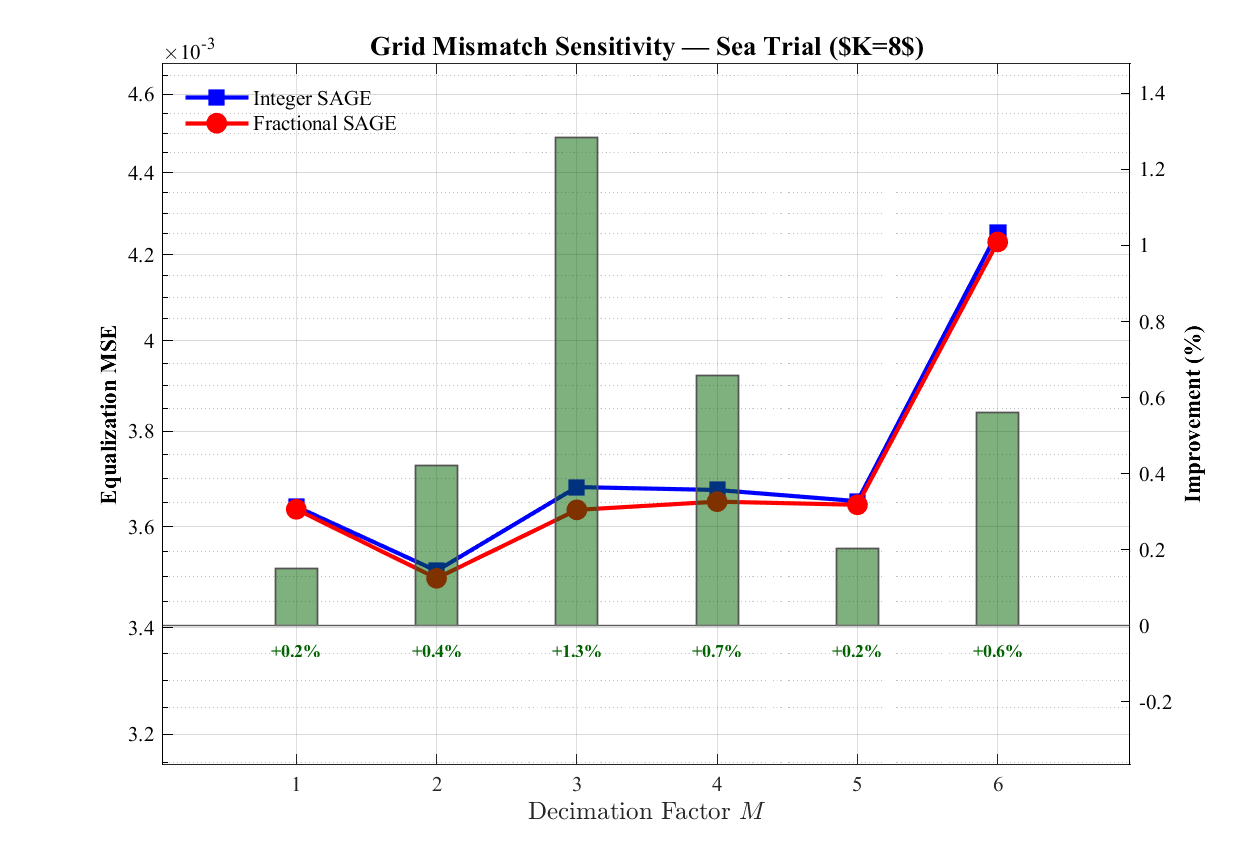 Grid Mismatch Sensitivity — Sea Trial ($K=8$)
×10-3
Integer SAGE
Fractional SAGE
4.6
4.4
4.2
4
3.8
3.6
3.4
3.2
Equalization MSE
1.4
1.2
1
0.8
0.6
0.4
0.2
0
-0.2
Improvement (%)
+0.2% +0.4% +1.3% +0.7% +0.2% +0.6%
1 2 3 4 5 6
Decimation Factor M